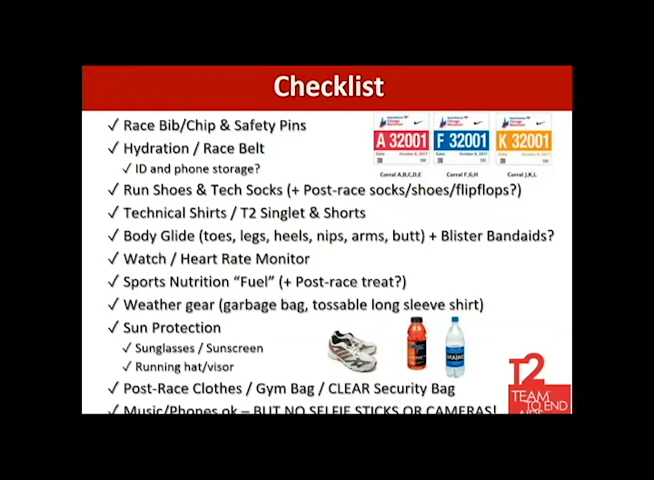 Checklist
✓ Race Bib/Chip & Safety Pins
✓ Hydration / Race Belt
✓ ID and phone storage?
✓ Run Shoes & Tech Socks (+ Post-race socks/shoes/flipflops?)
✓ Technical Shirts / T2 Singlet & Shorts
✓ Body Glide (toes, legs, heels, nips, arms, butt) + Blister Bandaids?
✓ Watch / Heart Rate Monitor
✓ Sports Nutrition “Fuel” (+ Post-race treat?)
✓ Weather gear (garbage bag, tossable long sleeve shirt)
✓ Sun Protection
✓ Sunglasses / Sunscreen
✓ Running hat/visor
✓ Post-Race Clothes / Gym Bag / CLEAR Security Bag
✓ Music/Phones ok – BUT NO SELFIE STICKS OR CAMERAS!
A 32001
Corral A,B,C,D,E
F 32001
Corral F,G,H
K 32001
Corral J,K,L
T2
TEAM
TO END